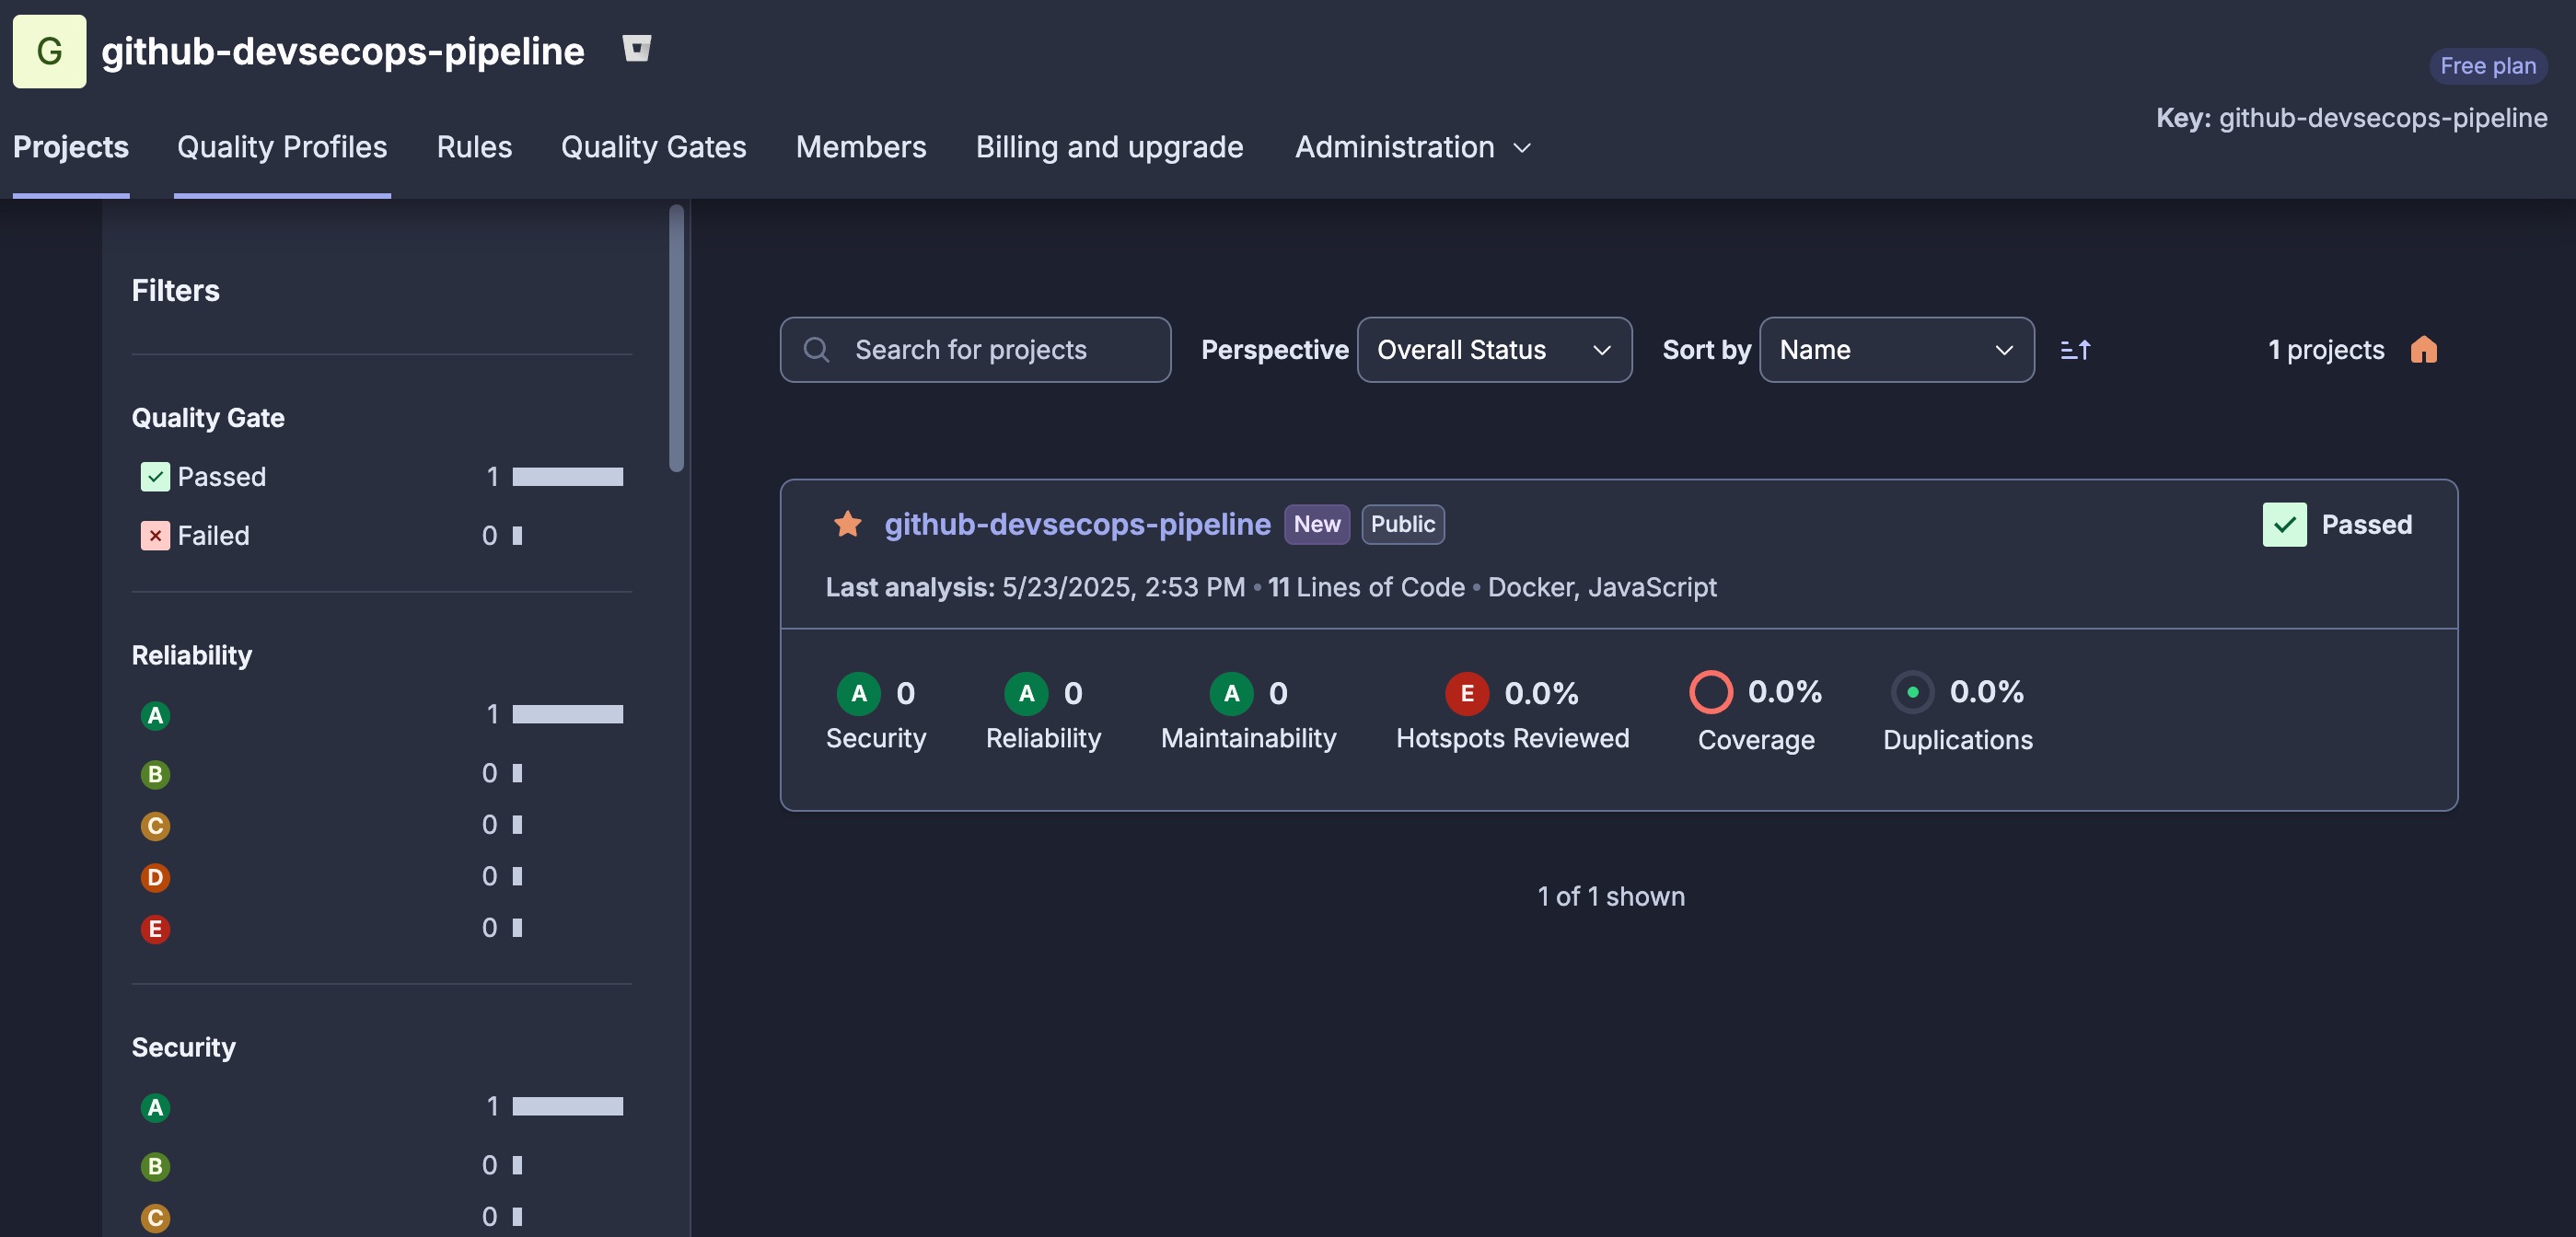 G github-devsecops-pipeline
Free plan
Key: github-devsecops-pipeline
Projects Quality Profiles Rules Quality Gates Members Billing and upgrade Administration
Filters
Quality Gate
Passed 1
Failed 0
Reliability
A 1
B 0
C 0
D 0
E 0
Security
A 1
B 0
C 0
Search for projects Perspective Overall Status Sort by Name 1 projects
github-devsecops-pipeline New Public Passed
Last analysis: 5/23/2025, 2:53 PM • 11 Lines of Code • Docker, JavaScript
A 0 A 0 A 0 E 0.0% 0.0% 0.0%
Security Reliability Maintainability Hotspots Reviewed Coverage Duplications
1 of 1 shown